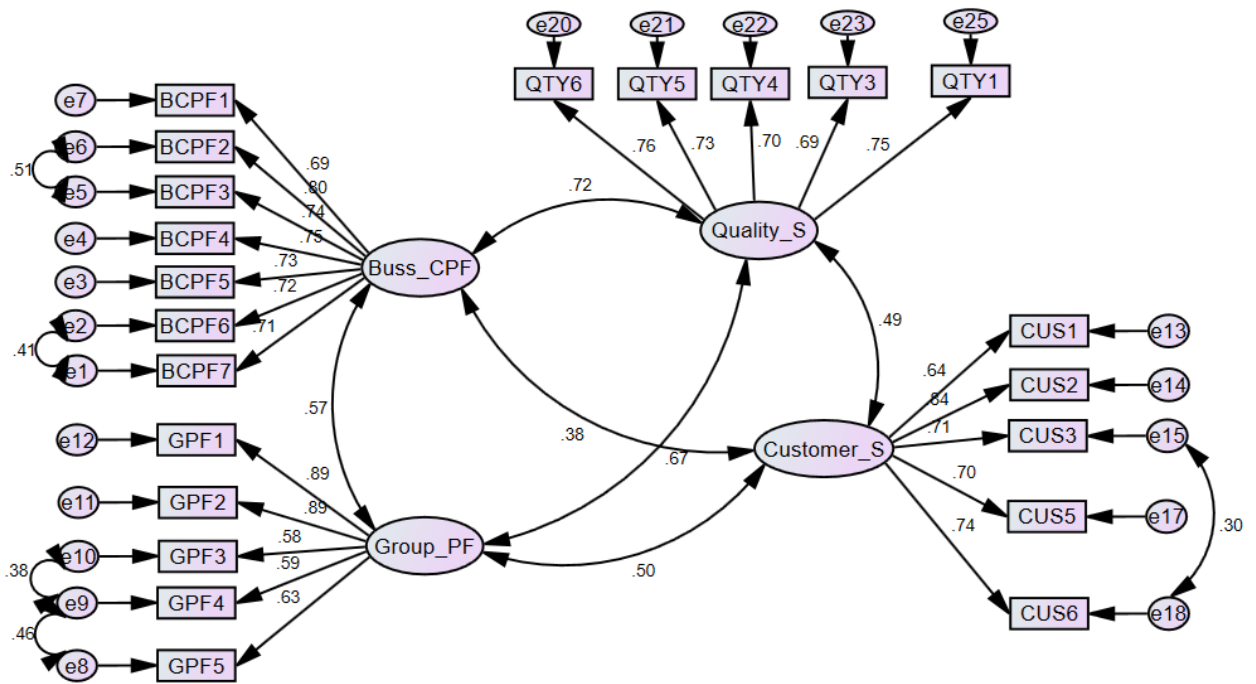 e20 e21 e22 e23 e25
QTY6 QTY5 QTY4 QTY3 QTY1
.76 .73 .70 .69 .75
e7 BCPF1
e6 BCPF2
.51
e5 BCPF3
e4 BCPF4
e3 BCPF5
e2 BCPF6
.41
e1 BCPF7
.69
.80
.74
.75
.73
.72
.71
Buss_CPF
.72
Quality_S
.49
.57
.38
.67
.50
Customer_S
.64
.84
.71
.70
.74
CUS1 e13
CUS2 e14
CUS3 e15
CUS5 e17
.30
CUS6 e18
e12 GPF1
e11 GPF2
e10 GPF3
.38
e9 GPF4
.46
e8 GPF5
.89
.89
.58
.59
.63
Group_PF